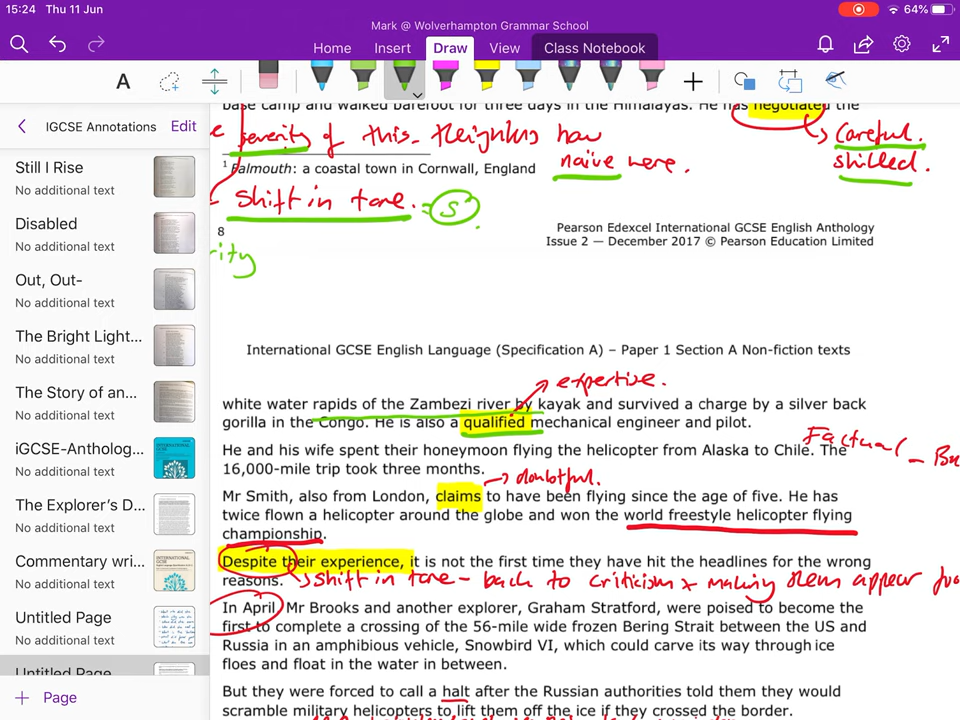 15:24 Thu 11 Jun
64%
Mark @ Wolverhampton Grammar School
Home Insert Draw View Class Notebook
A
IGCSE Annotations Edit
Still I Rise
No additional text
Disabled
No additional text
Out, Out-
No additional text
The Bright Light...
No additional text
The Story of an...
No additional text
iGCSE-Antholog...
No additional text
The Explorer's D...
No additional text
Commentary wri...
No additional text
Untitled Page
No additional text
Untitled Page
Page
base camp and walked barefoot for three days in the Himalayas. He has negotiated the
severity of this. Heighlns how
naïve were.
Careful.
skilled.
1 Falmouth: a coastal town in Cornwall, England
shift in tone. = S
rity
8
Pearson Edexcel International GCSE English Anthology
Issue 2 — December 2017 © Pearson Education Limited
International GCSE English Language (Specification A) – Paper 1 Section A Non-fiction texts
expertise.
white water rapids of the Zambezi river by kayak and survived a charge by a silver back
gorilla in the Congo. He is also a qualified mechanical engineer and pilot.
Factual
He and his wife spent their honeymoon flying the helicopter from Alaska to Chile. The
16,000-mile trip took three months.
doubtful.
Mr Smith, also from London, claims to have been flying since the age of five. He has
twice flown a helicopter around the globe and won the world freestyle helicopter flying
championship.
Despite their experience, it is not the first time they have hit the headlines for the wrong
reasons.
shift in tone - back to criticism + making them appear
In April Mr Brooks and another explorer, Graham Stratford, were poised to become the
first to complete a crossing of the 56-mile wide frozen Bering Strait between the US and
Russia in an amphibious vehicle, Snowbird VI, which could carve its way through ice
floes and float in the water in between.
But they were forced to call a halt after the Russian authorities told them they would
scramble military helicopters to lift them off the ice if they crossed the border.